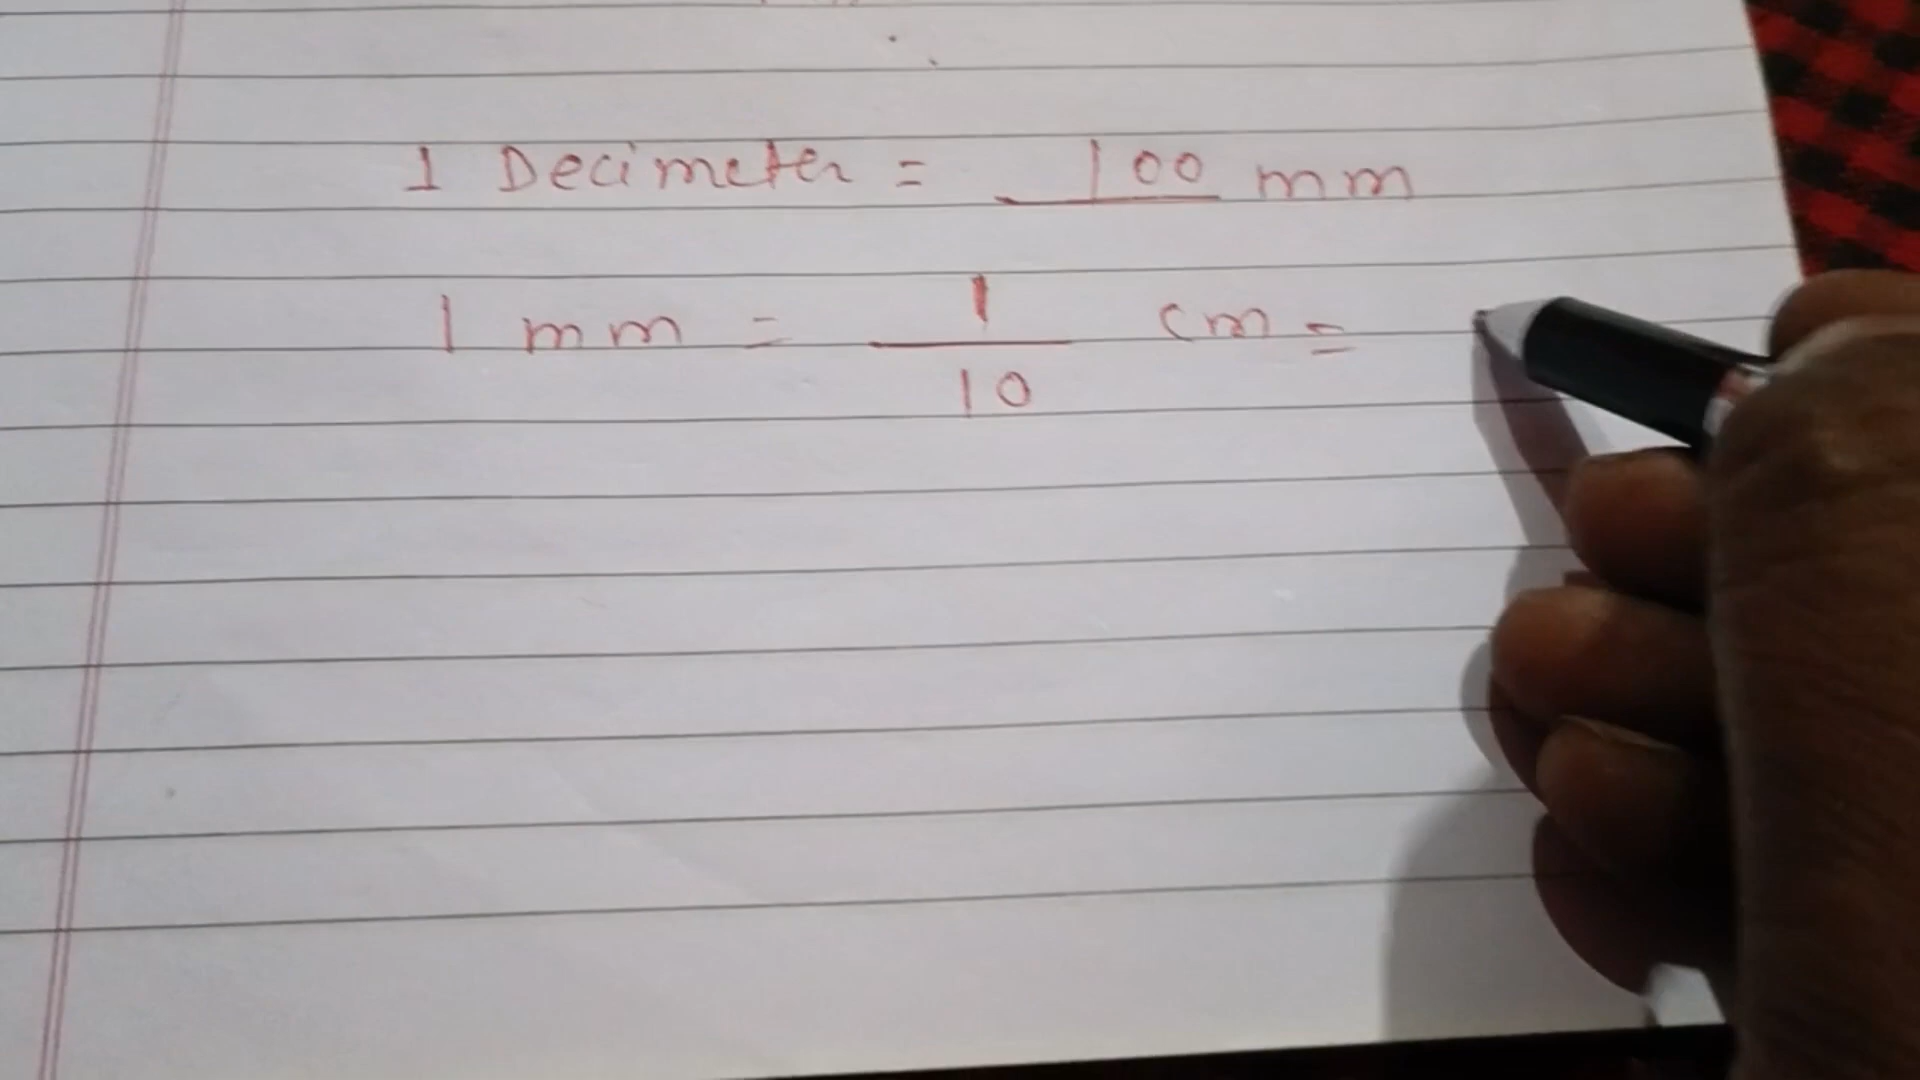 1 Decimeter = 100 mm
1 mm = 1/10 cm =